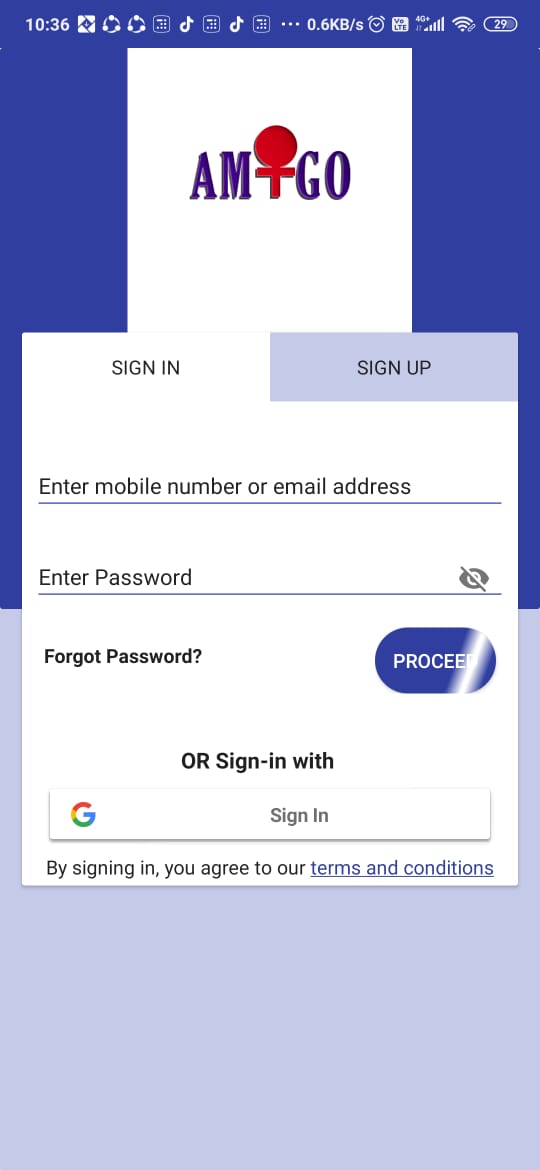 10:36 ... 0.6KB/s Vo LTE 4G+ 29
AMIGO
SIGN IN
SIGN UP
Enter mobile number or email address
Enter Password
Forgot Password?
PROCEED
OR Sign-in with
Sign In
By signing in, you agree to our terms and conditions